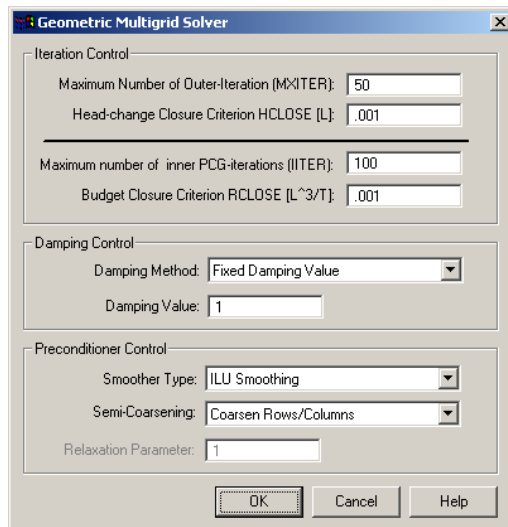 Geometric Multigrid Solver
Iteration Control
Maximum Number of Outer-Iteration (MXITER): 50
Head-change Closure Criterion HCLOSE [L]: .001
Maximum number of inner PCG-iterations (IITER): 100
Budget Closure Criterion RCLOSE [L^3/T]: .001
Damping Control
Damping Method: Fixed Damping Value
Damping Value: 1
Preconditioner Control
Smoother Type: ILU Smoothing
Semi-Coarsening: Coarsen Rows/Columns
Relaxation Parameter: 1
OK Cancel Help